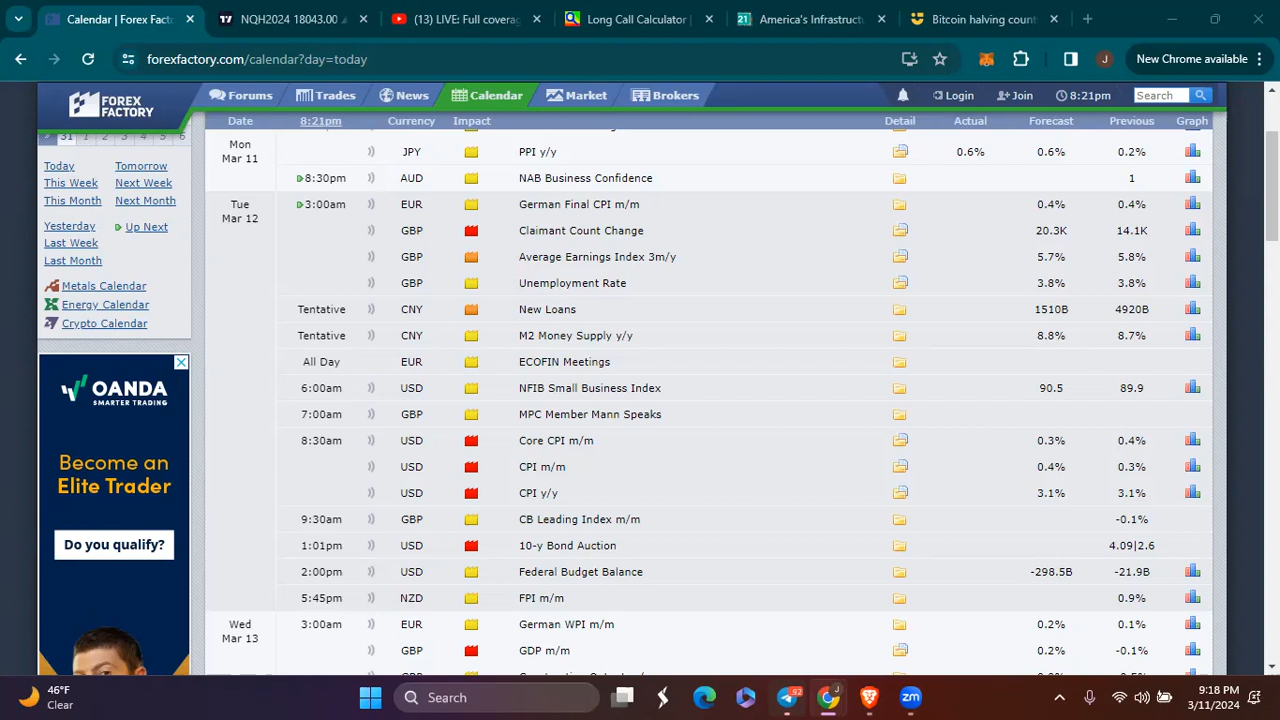 Calendar | Forex Facto
NQH2024 18043.00
(13) LIVE: Full coverag
Long Call Calculator
America's Infrastructu
Bitcoin halving count
forexfactory.com/calendar?day=today
J
New Chrome available
FOREX FACTORY
Forums
Trades
News
Calendar
Market
Brokers
Login
Join
8:21pm
Search
31 1 2 3 4 5 6
Today Tomorrow
This Week Next Week
This Month Next Month
Yesterday Up Next
Last Week
Last Month
Metals Calendar
Energy Calendar
Crypto Calendar
OANDA
SMARTER TRADING
Become an
Elite Trader
Do you qualify?
Date 8:21pm Currency Impact Detail Actual Forecast Previous Graph
Mon Mar 11 JPY PPI y/y 0.6% 0.6% 0.2%
8:30pm AUD NAB Business Confidence 1
Tue Mar 12 3:00am EUR German Final CPI m/m 0.4% 0.4%
GBP Claimant Count Change 20.3K 14.1K
GBP Average Earnings Index 3m/y 5.7% 5.8%
GBP Unemployment Rate 3.8% 3.8%
Tentative CNY New Loans 1510B 4920B
Tentative CNY M2 Money Supply y/y 8.8% 8.7%
All Day EUR ECOFIN Meetings
6:00am USD NFIB Small Business Index 90.5 89.9
7:00am GBP MPC Member Mann Speaks
8:30am USD Core CPI m/m 0.3% 0.4%
USD CPI m/m 0.4% 0.3%
USD CPI y/y 3.1% 3.1%
9:30am GBP CB Leading Index m/m -0.1%
1:01pm USD 10-y Bond Auction 4.09|2.6
2:00pm USD Federal Budget Balance -298.5B -21.9B
5:45pm NZD FPI m/m 0.9%
Wed Mar 13 3:00am EUR German WPI m/m 0.2% 0.1%
GBP GDP m/m 0.2% -0.1%
46°F
Clear
Search
92
zm
9:18 PM
3/11/2024